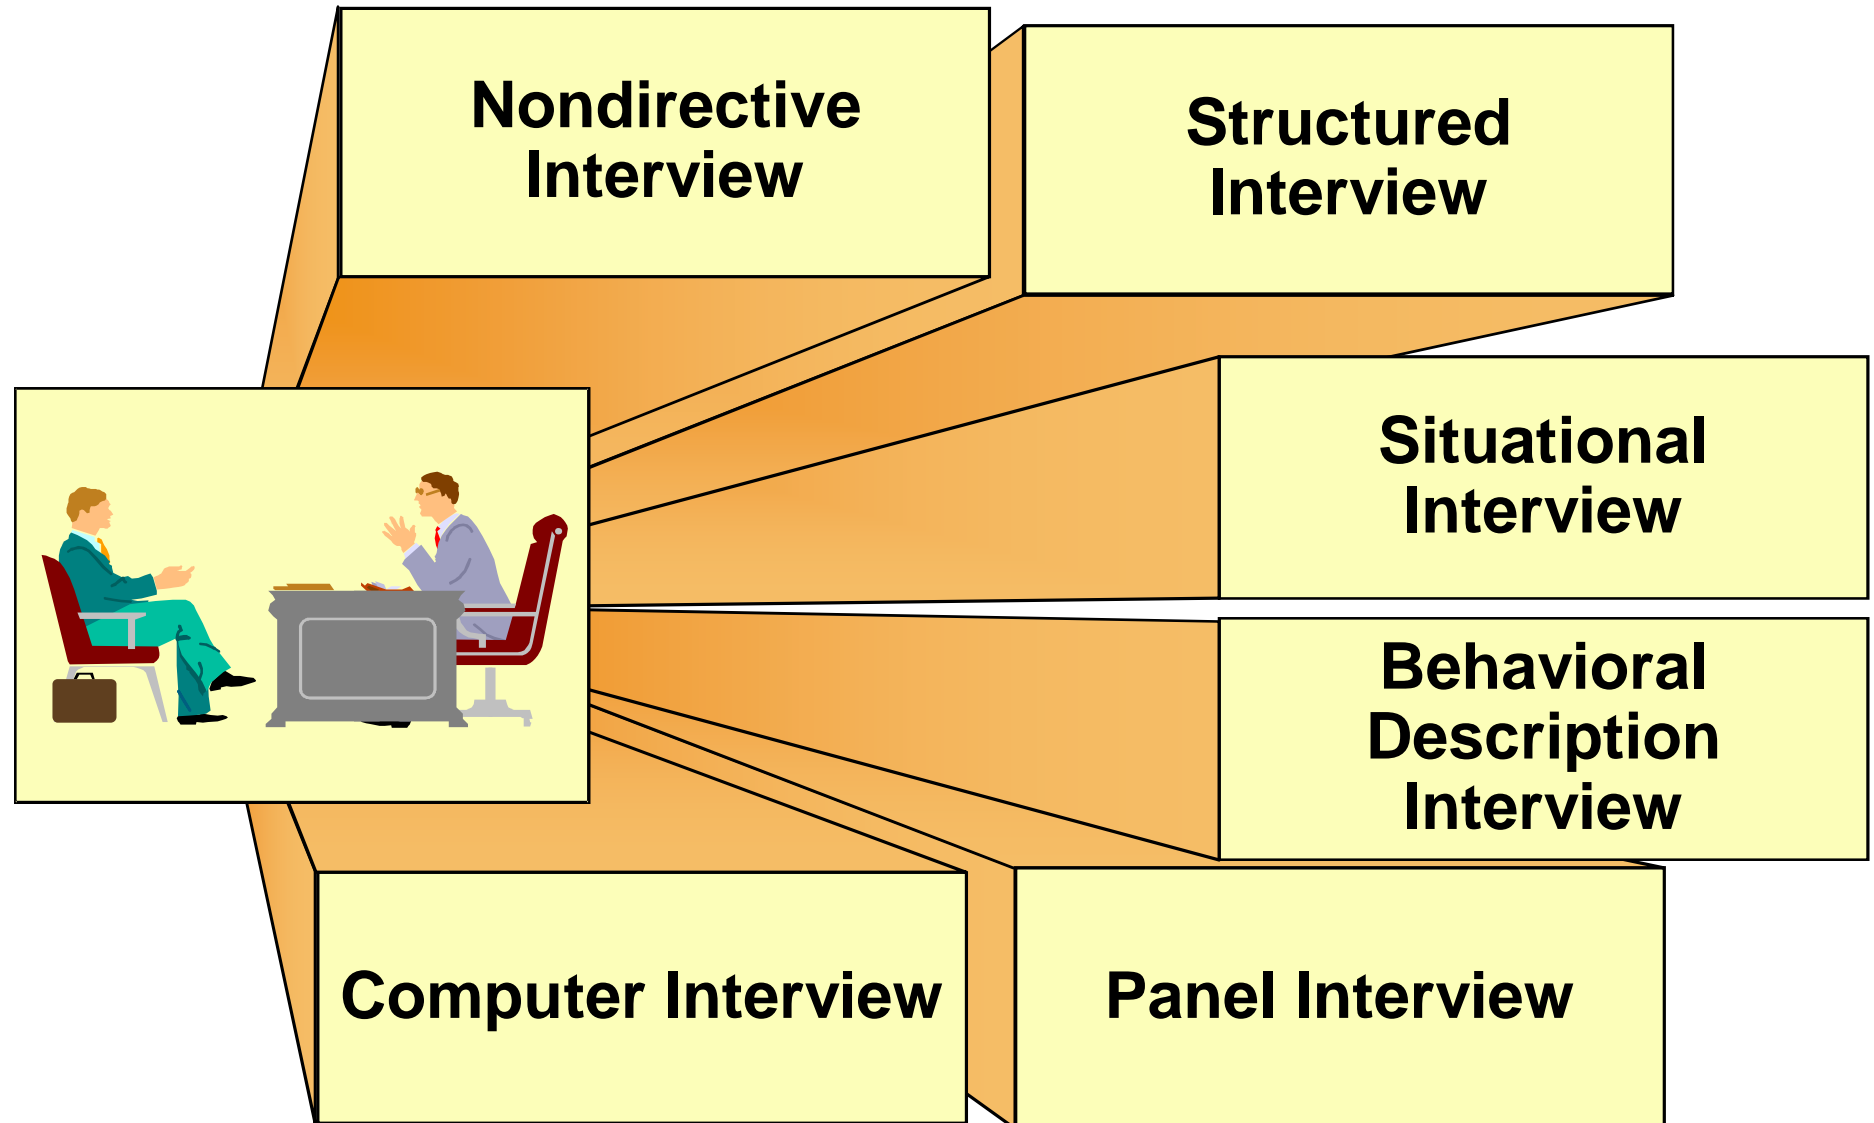 Nondirective
Interview
Structured
Interview
Situational
Interview
Behavioral
Description
Interview
Computer Interview
Panel Interview